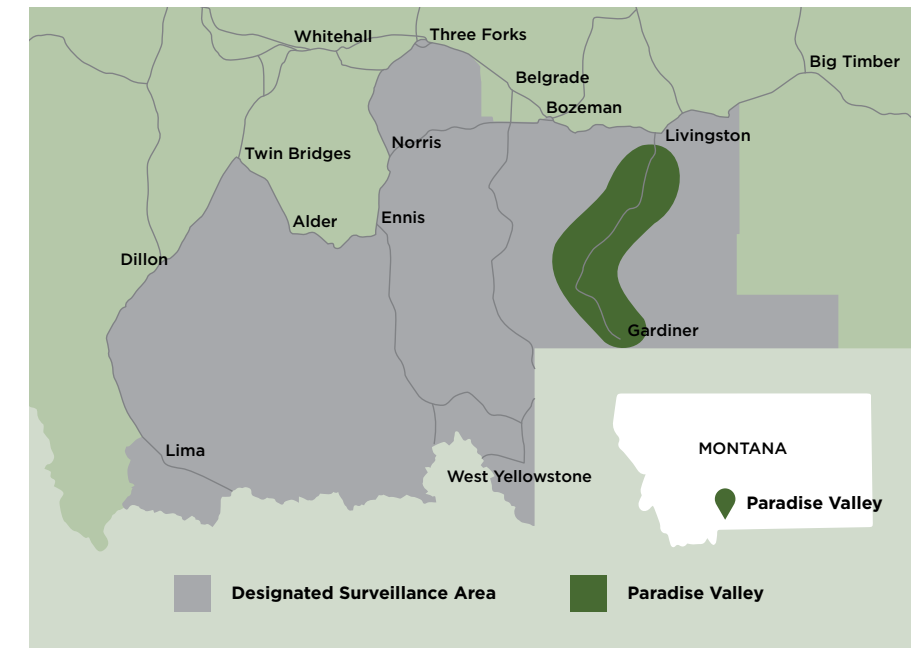 Whitehall
Three Forks
Big Timber
Belgrade
Bozeman
Livingston
Norris
Twin Bridges
Alder
Ennis
Dillon
Gardiner
Lima
West Yellowstone
MONTANA
Paradise Valley
Designated Surveillance Area
Paradise Valley